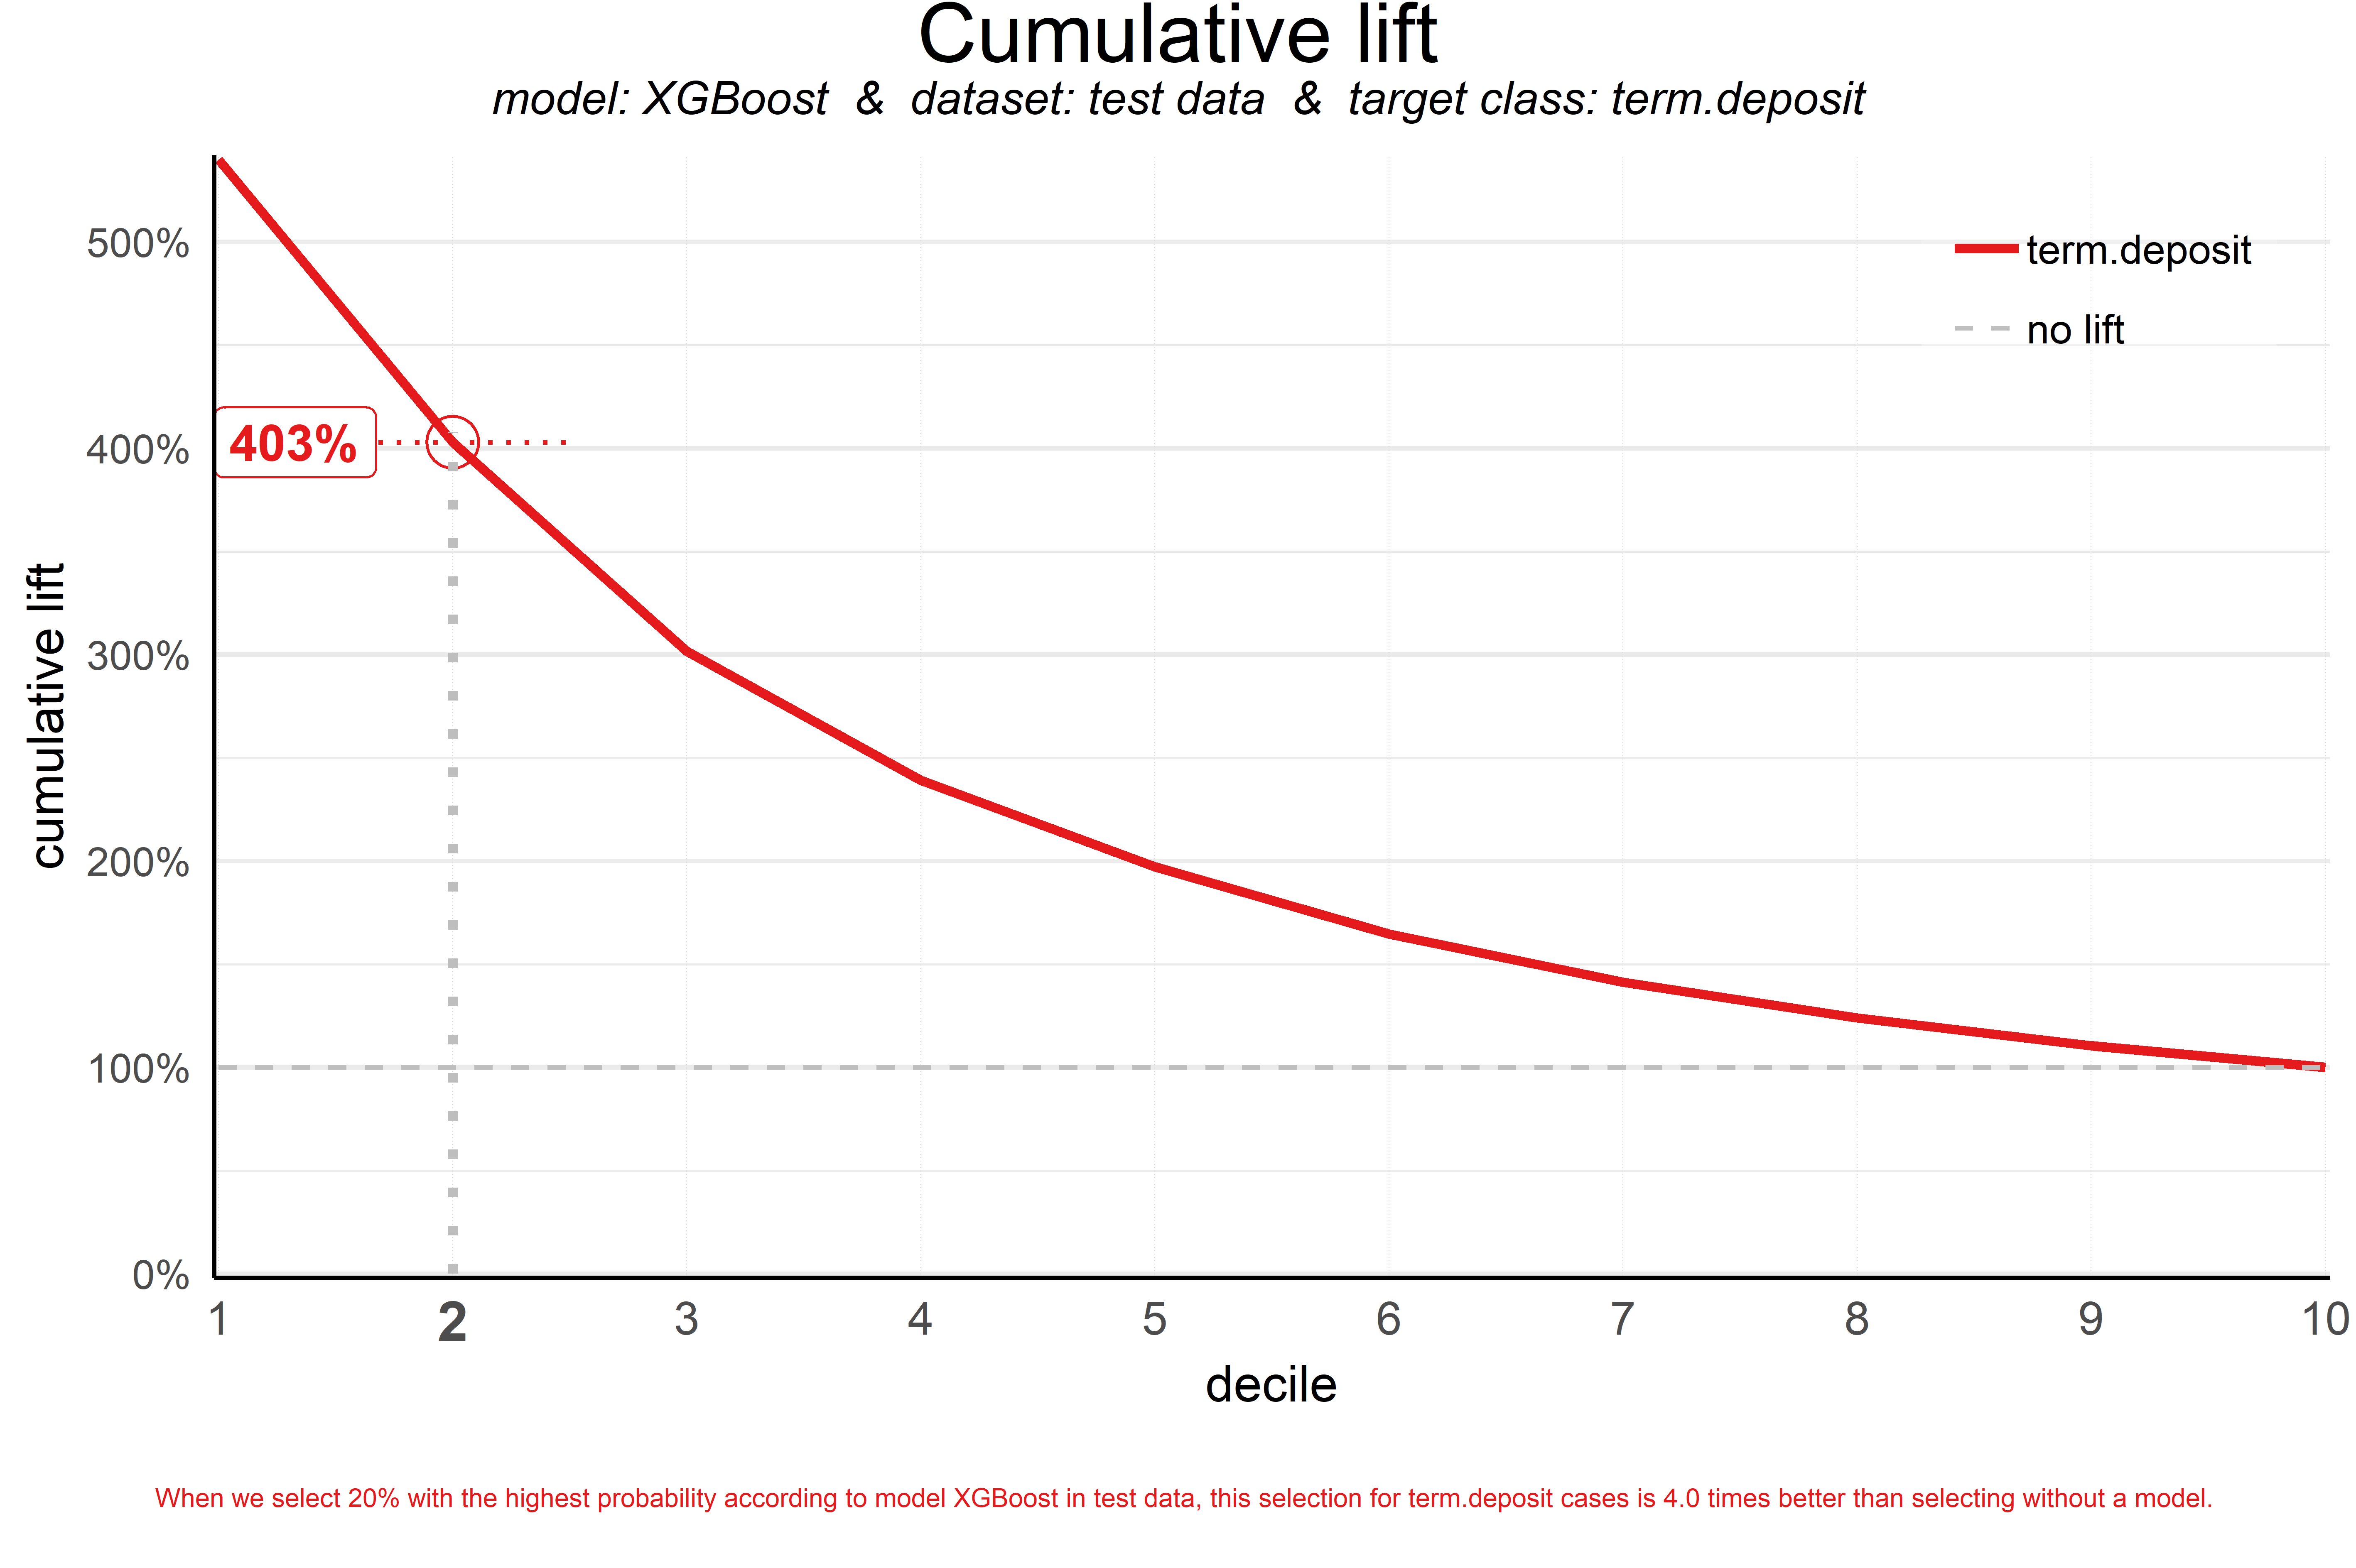 Cumulative lift
model: XGBoost & dataset: test data & target class: term.deposit
500%
400%
300%
200%
100%
0%
cumulative lift
403%
term.deposit
no lift
1 2 3 4 5 6 7 8 9 10
decile
When we select 20% with the highest probability according to model XGBoost in test data, this selection for term.deposit cases is 4.0 times better than selecting without a model.